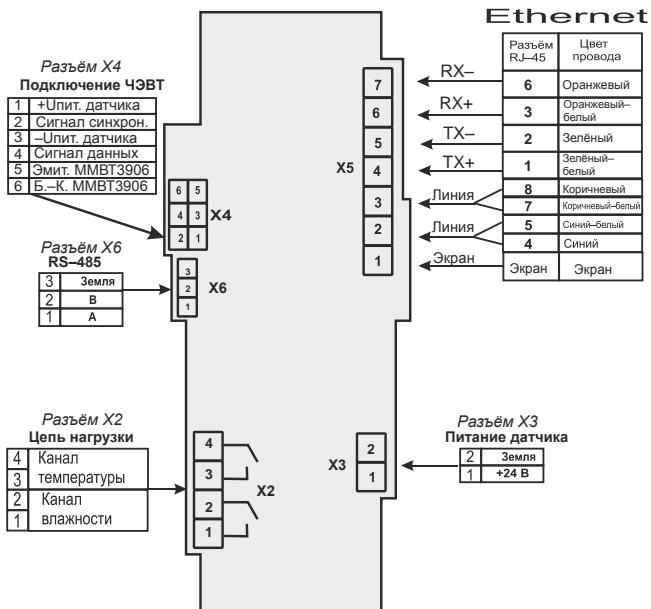 Ethernet
Разъём RJ–45 Цвет провода
6 Оранжевый
3 Оранжевый–белый
2 Зелёный
1 Зелёный–белый
8 Коричневый
7 Коричневый–белый
5 Синий–белый
4 Синий
Экран Экран
RX–
RX+
TX–
TX+
Линия
Линия
Экран
X5
7
6
5
4
3
2
1
Разъём X4
Подключение ЧЭВТ
1 +Uпит. датчика
2 Сигнал синхрон.
3 –Uпит. датчика
4 Сигнал данных
5 Эмит. MMBT3906
6 Б.–К. MMBT3906
6 5
4 3
2 1
X4
Разъём X6
RS–485
3 Земля
2 B
1 A
3
2
1
X6
Разъём X2
Цепь нагрузки
4 Канал
3 температуры
2 Канал
1 влажности
4
3
2
1
X2
Разъём X3
Питание датчика
2 Земля
1 +24 В
X3
2
1